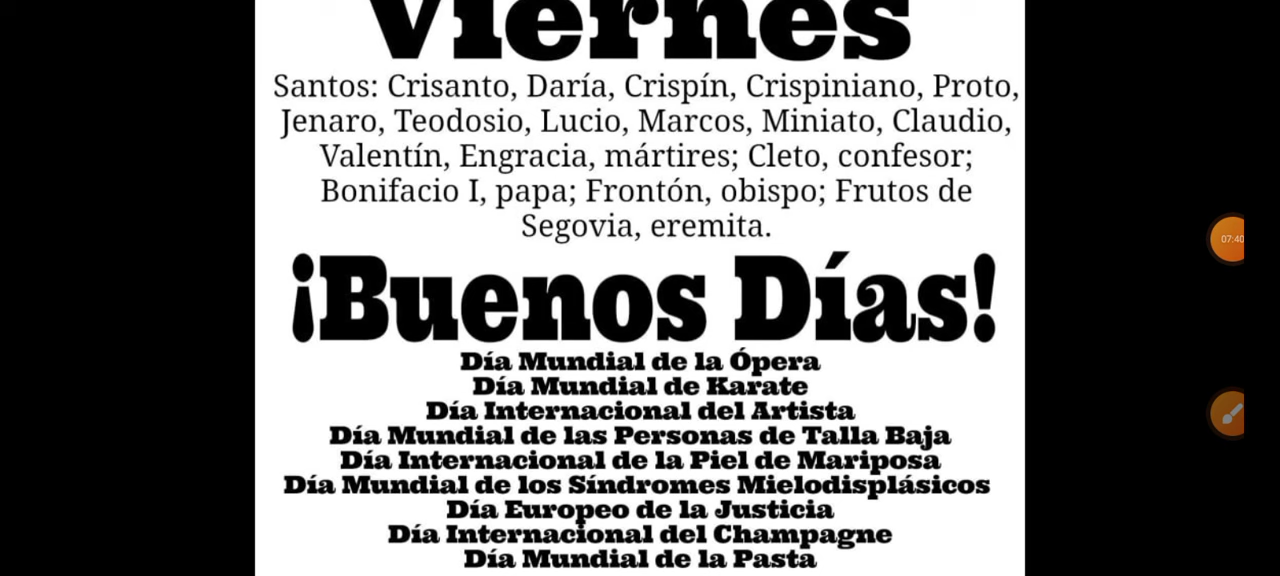 Viernes
Santos: Crisanto, Daría, Crispín, Crispiniano, Proto,
Jenaro, Teodosio, Lucio, Marcos, Miniato, Claudio,
Valentín, Engracia, mártires; Cleto, confesor;
Bonifacio I, papa; Frontón, obispo; Frutos de
Segovia, eremita.
¡Buenos Días!
Día Mundial de la Ópera
Día Mundial de Karate
Día Internacional del Artista
Día Mundial de las Personas de Talla Baja
Día Internacional de la Piel de Mariposa
Día Mundial de los Síndromes Mielodisplásicos
Día Europeo de la Justicia
Día Internacional del Champagne
Día Mundial de la Pasta
07:40